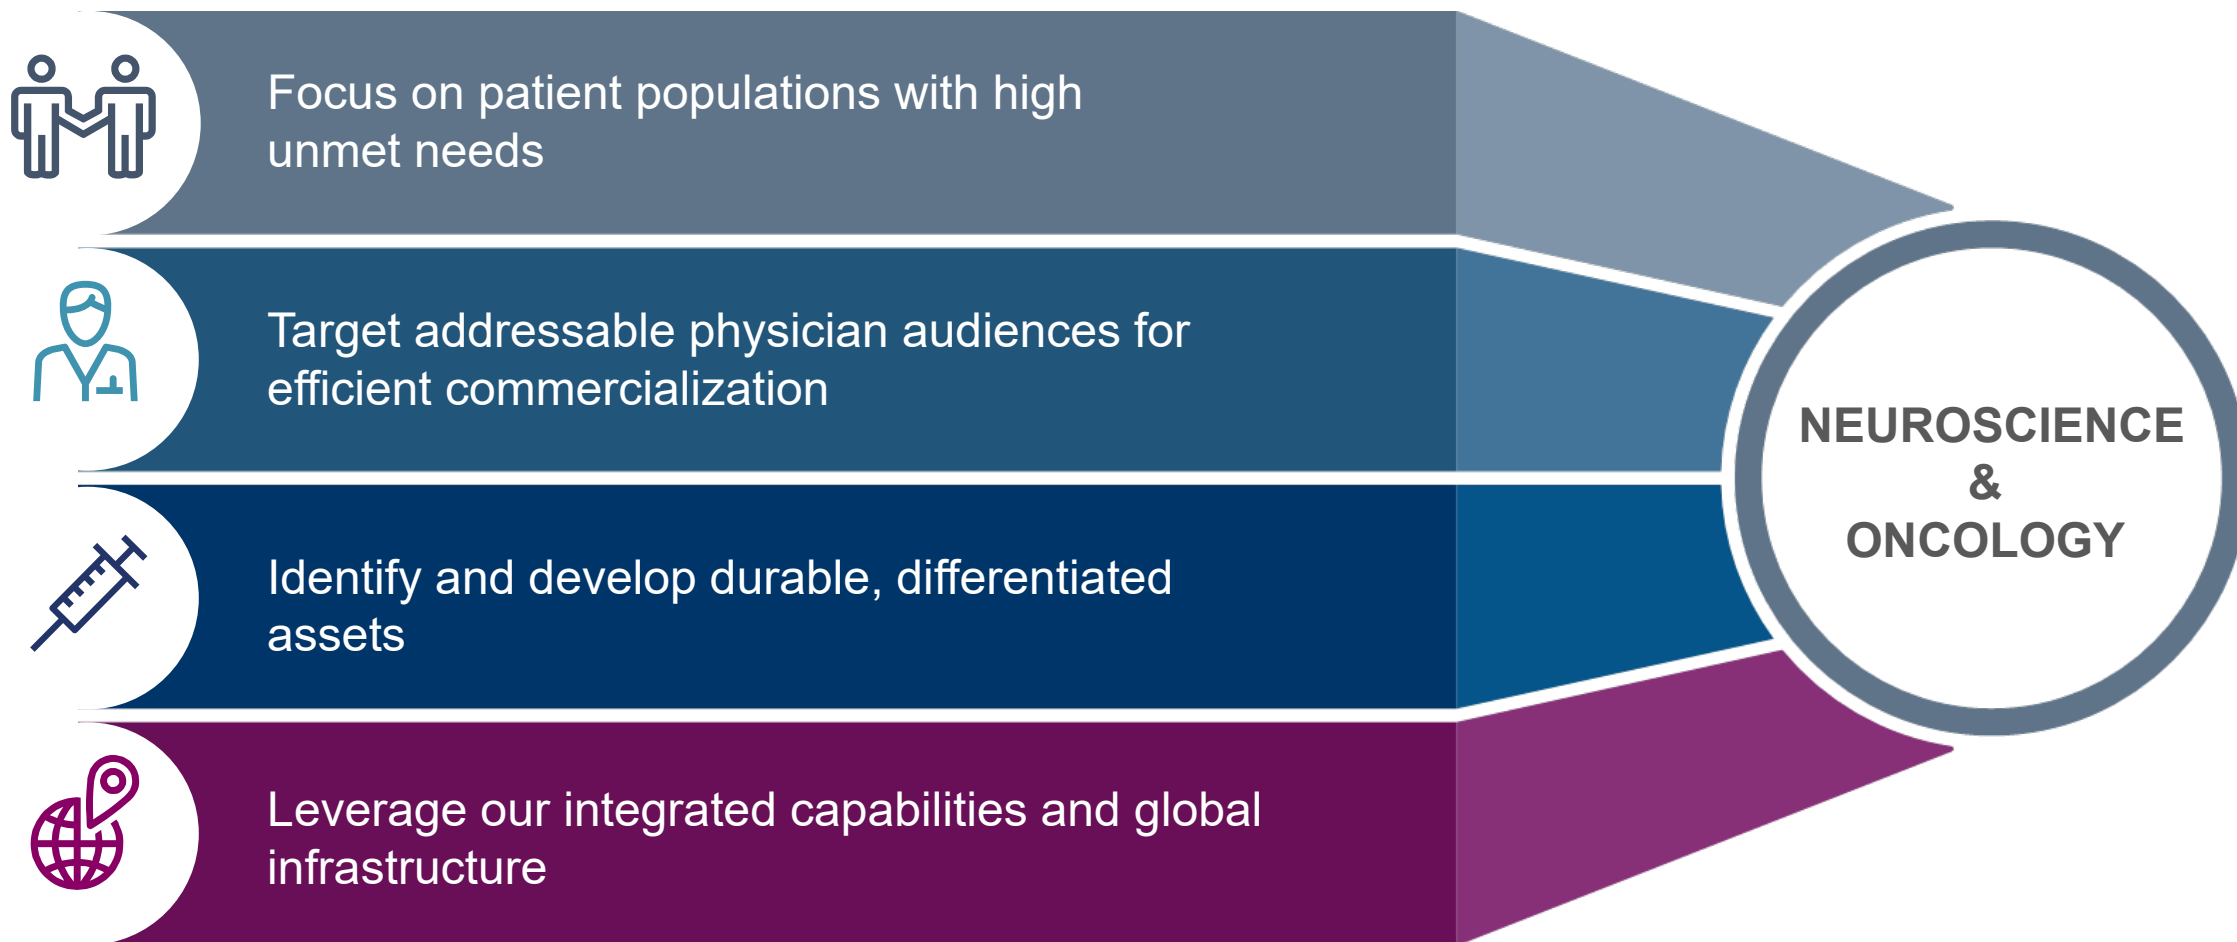 Focus on patient populations with high
unmet needs
Target addressable physician audiences for
efficient commercialization
Identify and develop durable, differentiated
assets
Leverage our integrated capabilities and global
infrastructure
NEUROSCIENCE
&
ONCOLOGY